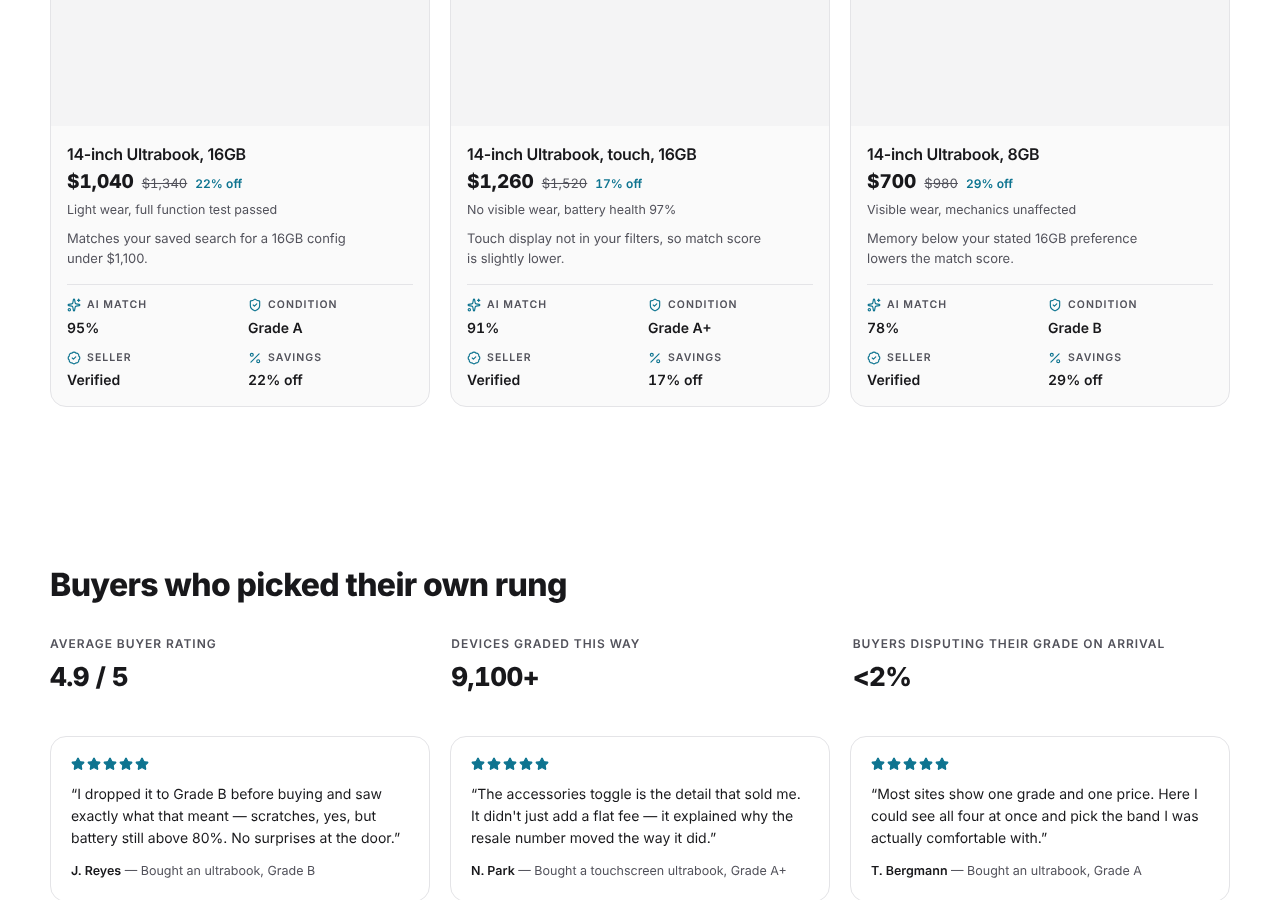 14-inch Ultrabook, 16GB
$1,040 $1,340 22% off
Light wear, full function test passed
Matches your saved search for a 16GB config
under $1,100.
AI MATCH CONDITION
95% Grade A
SELLER SAVINGS
Verified 22% off
14-inch Ultrabook, touch, 16GB
$1,260 $1,520 17% off
No visible wear, battery health 97%
Touch display not in your filters, so match score
is slightly lower.
AI MATCH CONDITION
91% Grade A+
SELLER SAVINGS
Verified 17% off
14-inch Ultrabook, 8GB
$700 $980 29% off
Visible wear, mechanics unaffected
Memory below your stated 16GB preference
lowers the match score.
AI MATCH CONDITION
78% Grade B
SELLER SAVINGS
Verified 29% off
Buyers who picked their own rung
AVERAGE BUYER RATING
4.9 / 5
DEVICES GRADED THIS WAY
9,100+
BUYERS DISPUTING THEIR GRADE ON ARRIVAL
<2%
“I dropped it to Grade B before buying and saw
exactly what that meant — scratches, yes, but
battery still above 80%. No surprises at the door.”
J. Reyes — Bought an ultrabook, Grade B
“The accessories toggle is the detail that sold me.
It didn't just add a flat fee — it explained why the
resale number moved the way it did.”
N. Park — Bought a touchscreen ultrabook, Grade A+
“Most sites show one grade and one price. Here I
could see all four at once and pick the band I was
actually comfortable with.”
T. Bergmann — Bought an ultrabook, Grade A